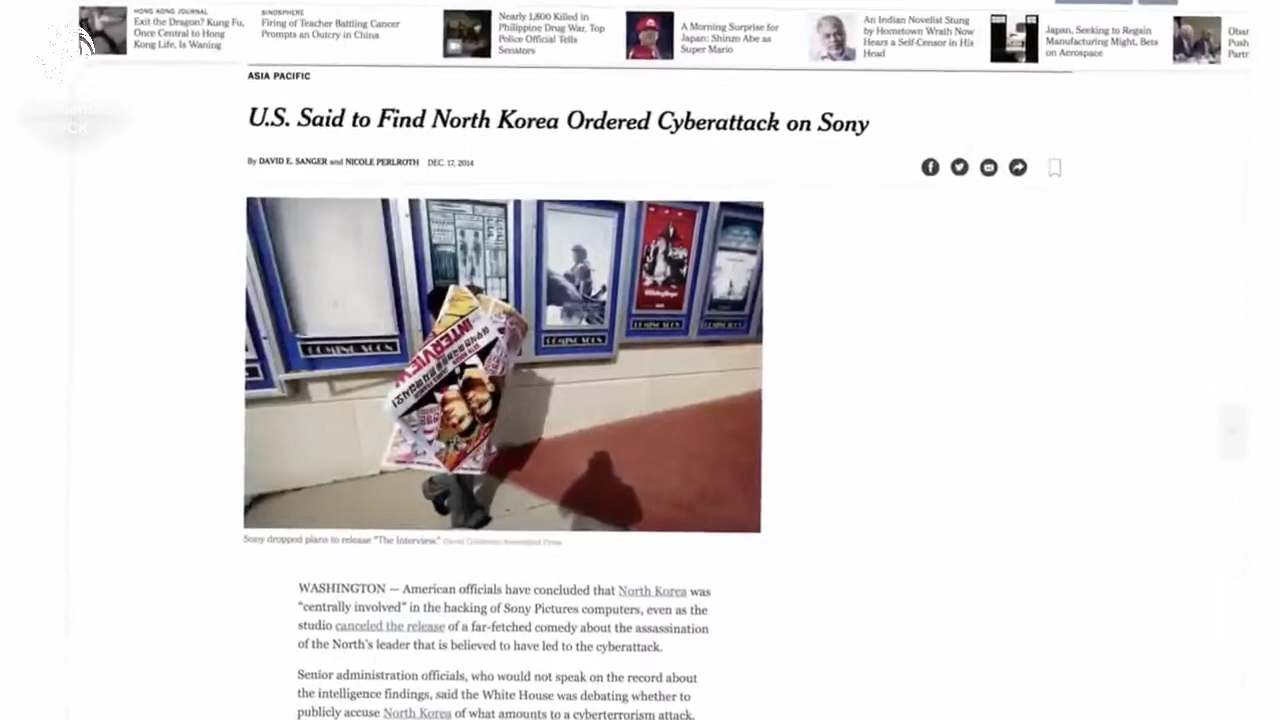 HONG KONG JOURNAL
Exit the Dragon? Kung Fu,
Once Central to Hong
Kong Life, Is Waning
SINOSPHERE
Firing of Teacher Battling Cancer
Prompts an Outcry in China
Nearly 1,800 Killed in
Philippine Drug War, Top
Police Official Tells
Senators
A Morning Surprise for
Japan: Shinzo Abe as
Super Mario
An Indian Novelist Stung
by Hometown Wrath Now
Hears a Self-Censor in His
Head
Japan, Seeking to Regain
Manufacturing Might, Bets
on Aerospace
Obar
Push
Partr
ASIA PACIFIC
U.S. Said to Find North Korea Ordered Cyberattack on Sony
By DAVID E. SANGER and NICOLE PERLROTH DEC. 17, 2014
COMING SOON
COMING SOON
COMING SOON
COMING SOON
INTERVIEW
Sony dropped plans to release "The Interview."
WASHINGTON — American officials have concluded that North Korea was
"centrally involved" in the hacking of Sony Pictures computers, even as the
studio canceled the release of a far-fetched comedy about the assassination
of the North's leader that is believed to have led to the cyberattack.
Senior administration officials, who would not speak on the record about
the intelligence findings, said the White House was debating whether to
publicly accuse North Korea of what amounts to a cyberterrorism attack.